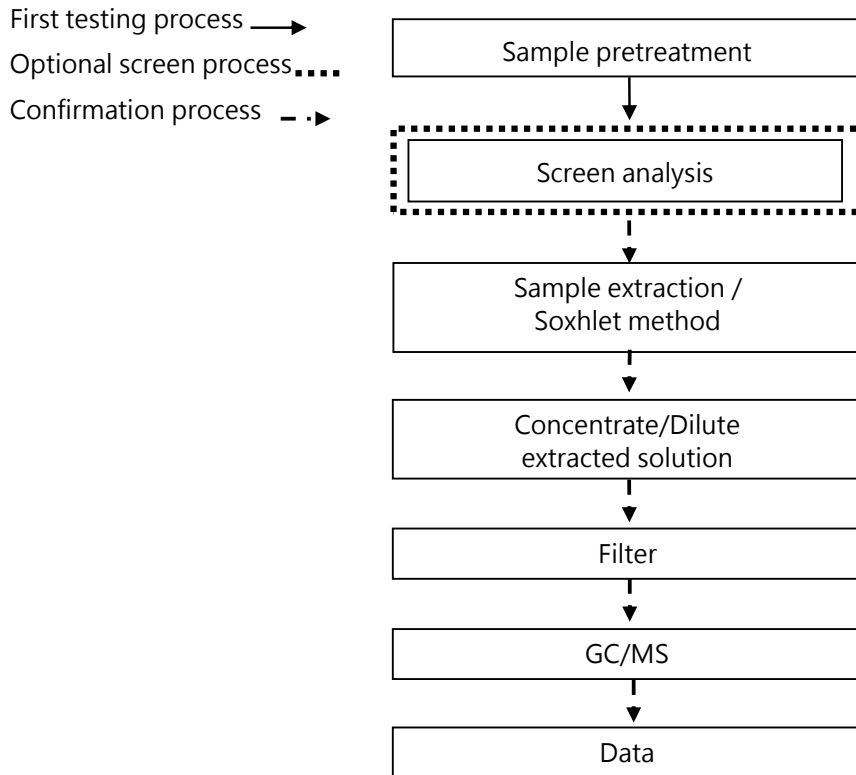 First testing process
Optional screen process
Confirmation process
Sample pretreatment
Screen analysis
Sample extraction /
Soxhlet method
Concentrate/Dilute
extracted solution
Filter
GC/MS
Data